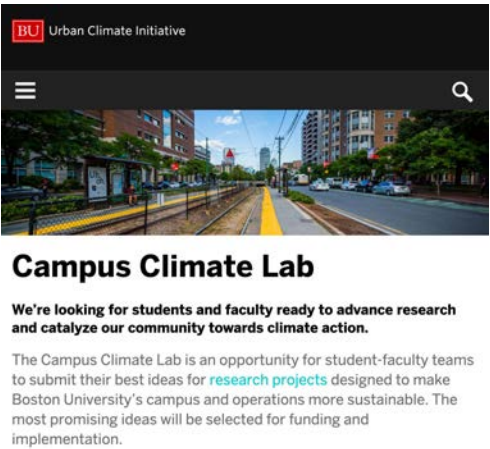 BU Urban Climate Initiative
Campus Climate Lab
We're looking for students and faculty ready to advance research
and catalyze our community towards climate action.
The Campus Climate Lab is an opportunity for student-faculty teams
to submit their best ideas for research projects designed to make
Boston University's campus and operations more sustainable. The
most promising ideas will be selected for funding and
implementation.